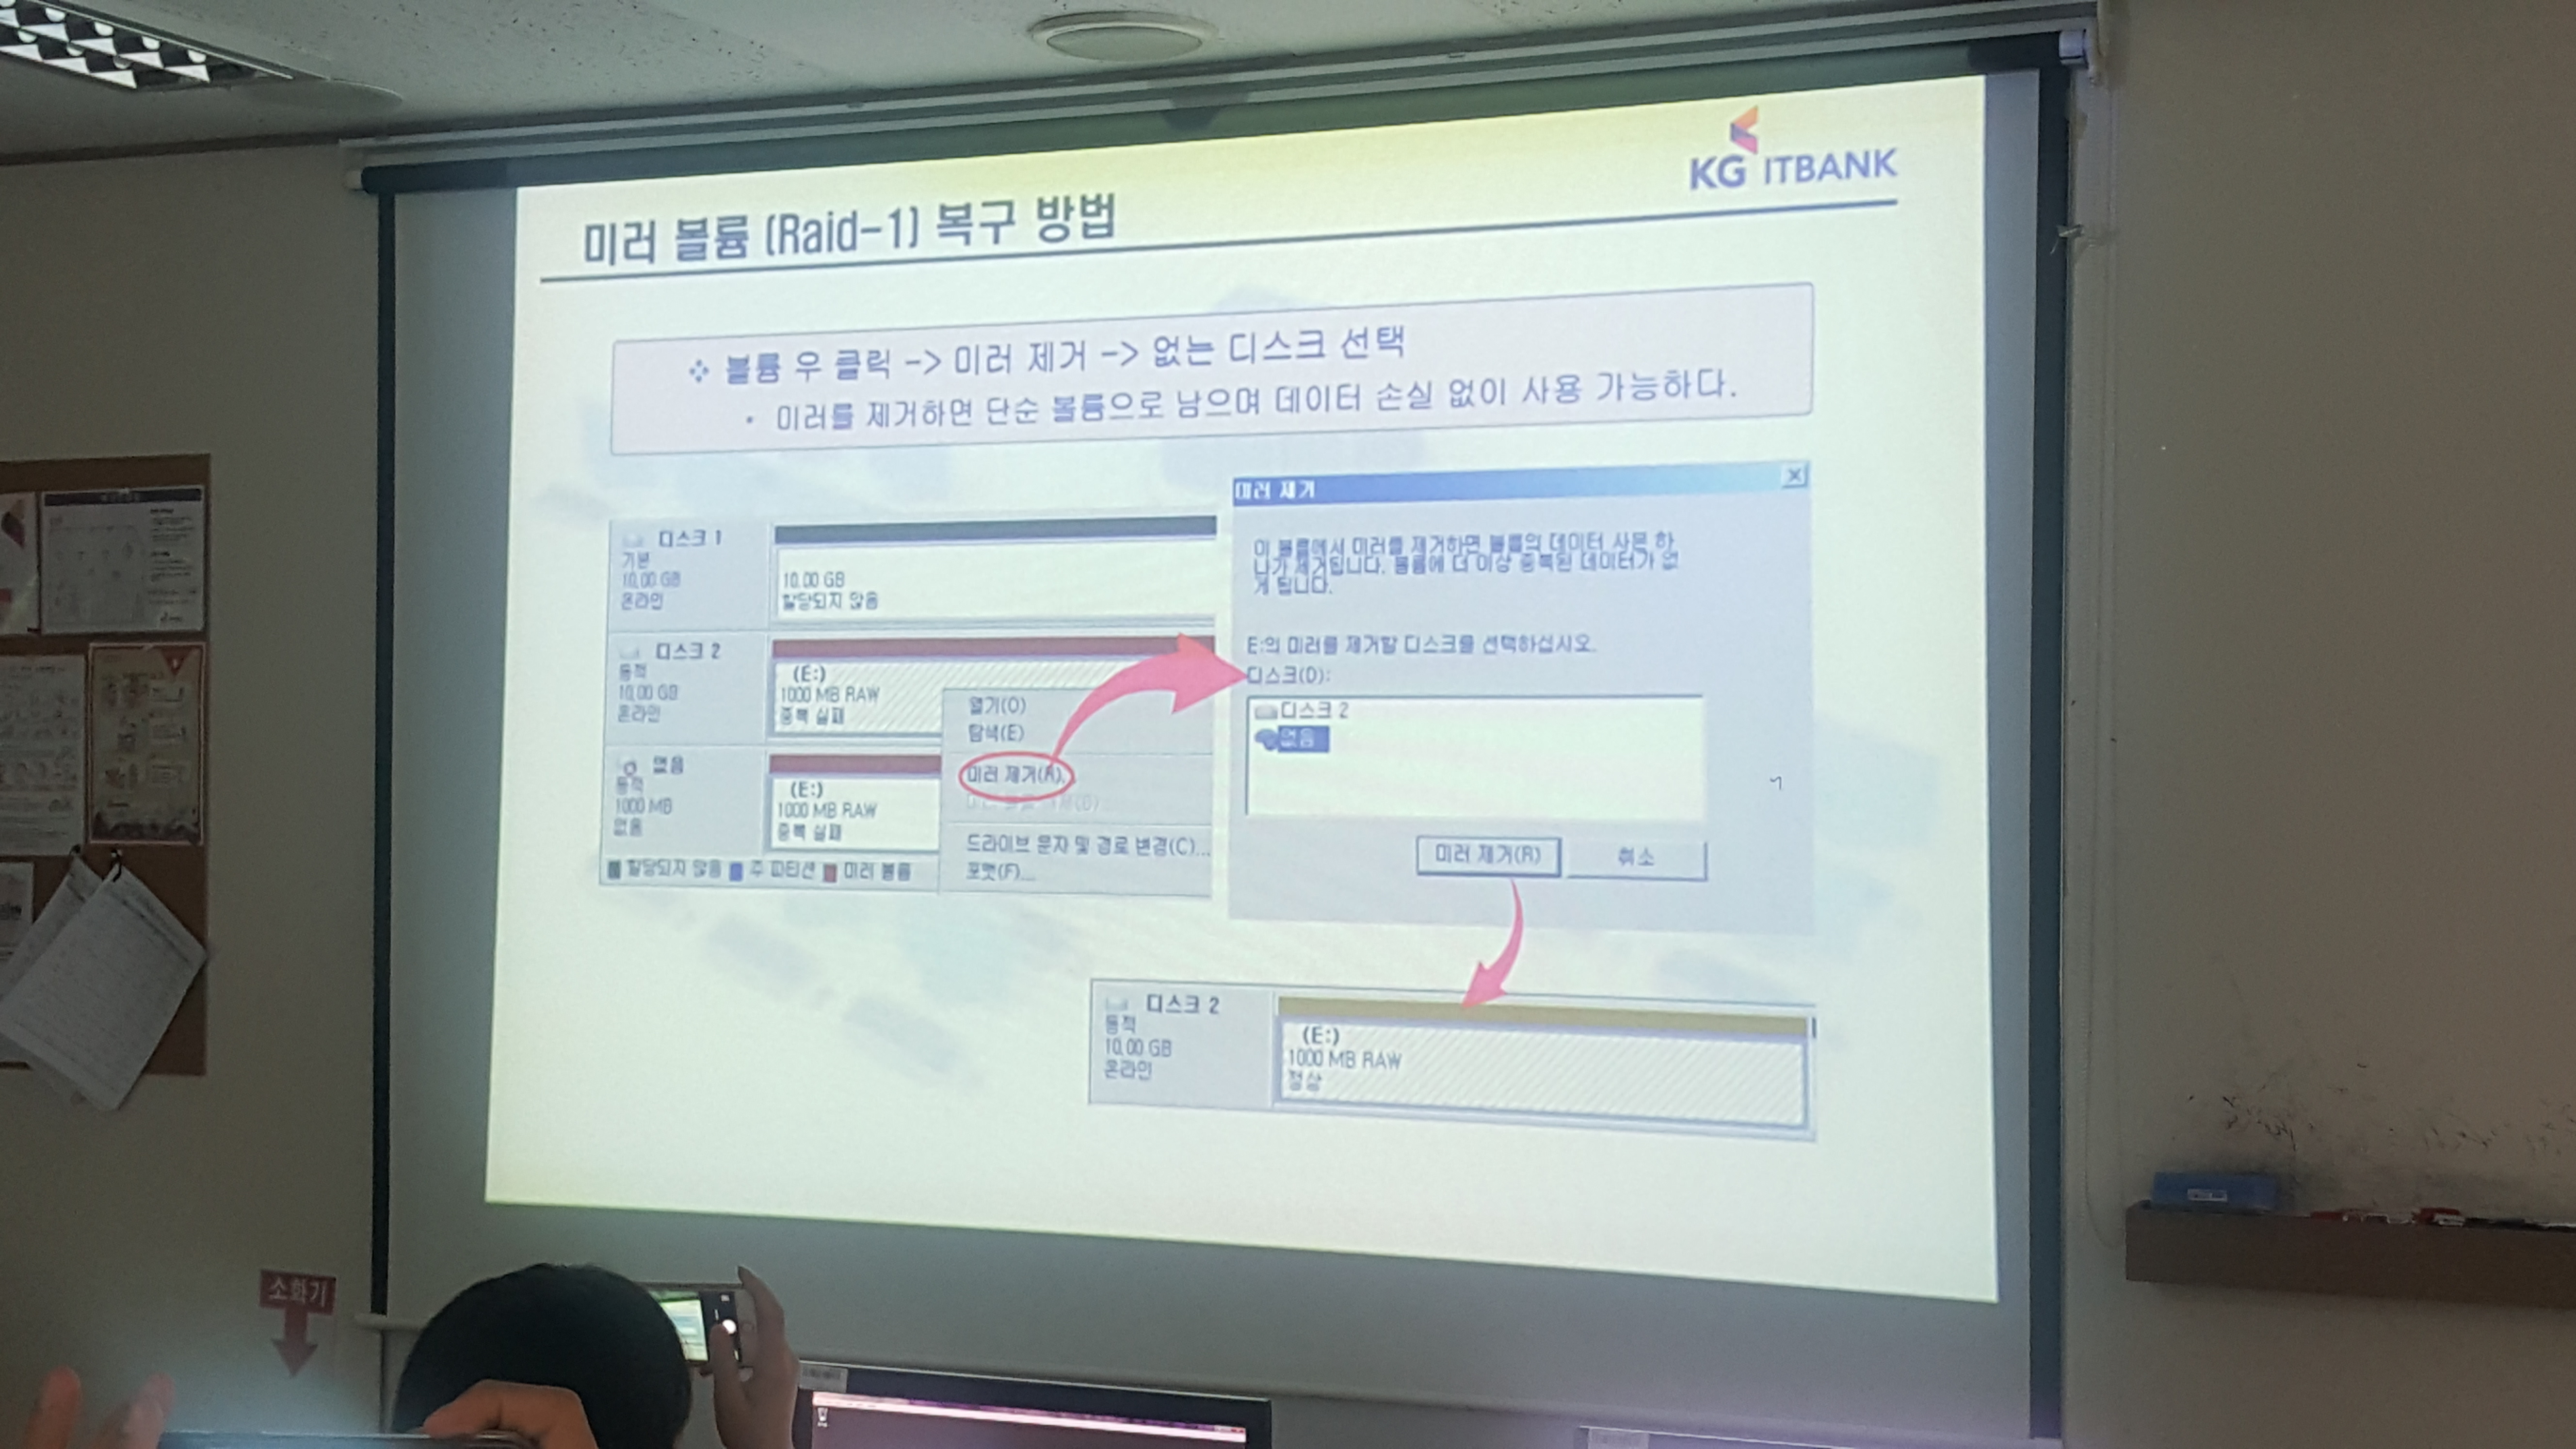 KG ITBANK
미러 볼륨 (Raid-1) 복구 방법
❖ 볼륨 우 클릭 -> 미러 제거 -> 없는 디스크 선택
• 미러를 제거하면 단순 볼륨으로 남으며 데이터 손실 없이 사용 가능하다.
디스크 1
기본
10.00 GB
온라인
10.00 GB
할당되지 않음
디스크 2
동적
10.00 GB
온라인
(E:)
1000 MB RAW
중복 실패
없음
동적
1000 MB
없음
(E:)
1000 MB RAW
중복 실패
할당되지 않음 주 파티션 미러 볼륨
열기(O)
탐색(E)
미러 제거(R)
드라이브 문자 및 경로 변경(C)...
포맷(F)...
미러 제거
이 볼륨에서 미러를 제거하면 볼륨의 데이터 사본 하
나가 제거됩니다. 볼륨에 더 이상 중복된 데이터가 없
게 됩니다.
E:의 미러를 제거할 디스크를 선택하십시오.
디스크(D):
디스크 2
없음
미러 제거(R) 취소
디스크 2
동적
10.00 GB
온라인
(E:)
1000 MB RAW
정상
소화기